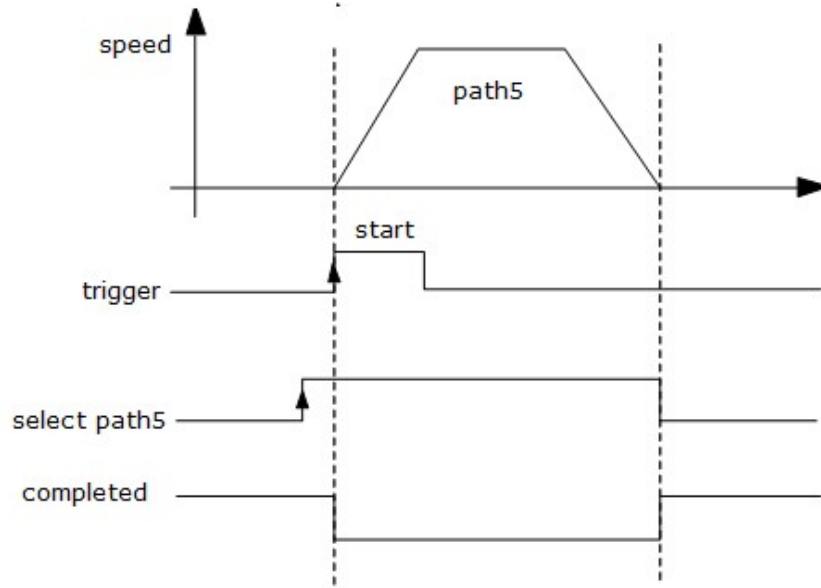 speed
path5
start
trigger
select path5
completed